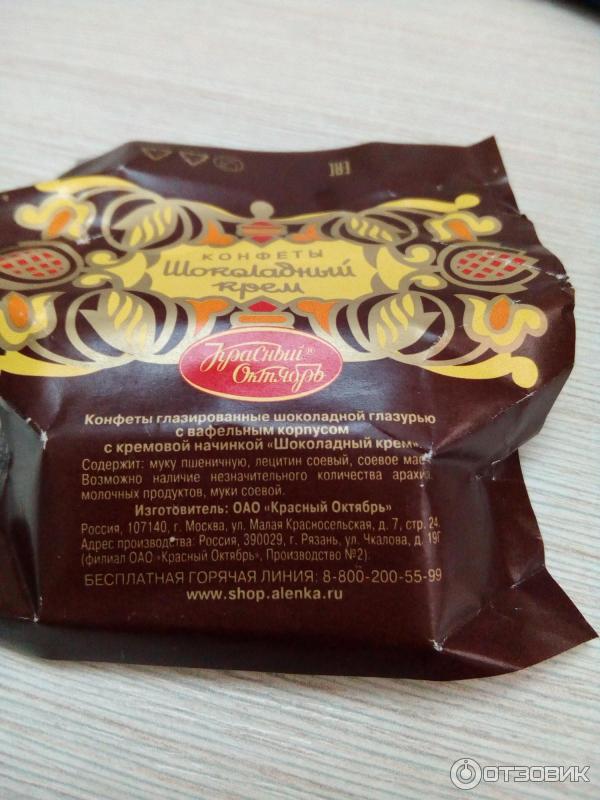 EAC
КОНФЕТЫ
Шоколадный
крем
Красный®
Октябрь
Конфеты глазированные шоколадной глазурью
с вафельным корпусом
с кремовой начинкой «Шоколадный крем».
Содержит: муку пшеничную, лецитин соевый, соевое
Возможно наличие незначительного количества
молочных продуктов, муки соевой.
Изготовитель: ОАО «Красный Октябрь»
Россия, 107140, г. Москва, ул. Малая Красносельская, д. 7, стр. 24.
Адрес производства: Россия, 390029, г. Рязань, ул. Чкалова, д. 19Г
(филиал ОАО «Красный Октябрь», Производство №2).
БЕСПЛАТНАЯ ГОРЯЧАЯ ЛИНИЯ: 8-800-200-55-99
www.shop.alenka.ru
ОТЗОВИК